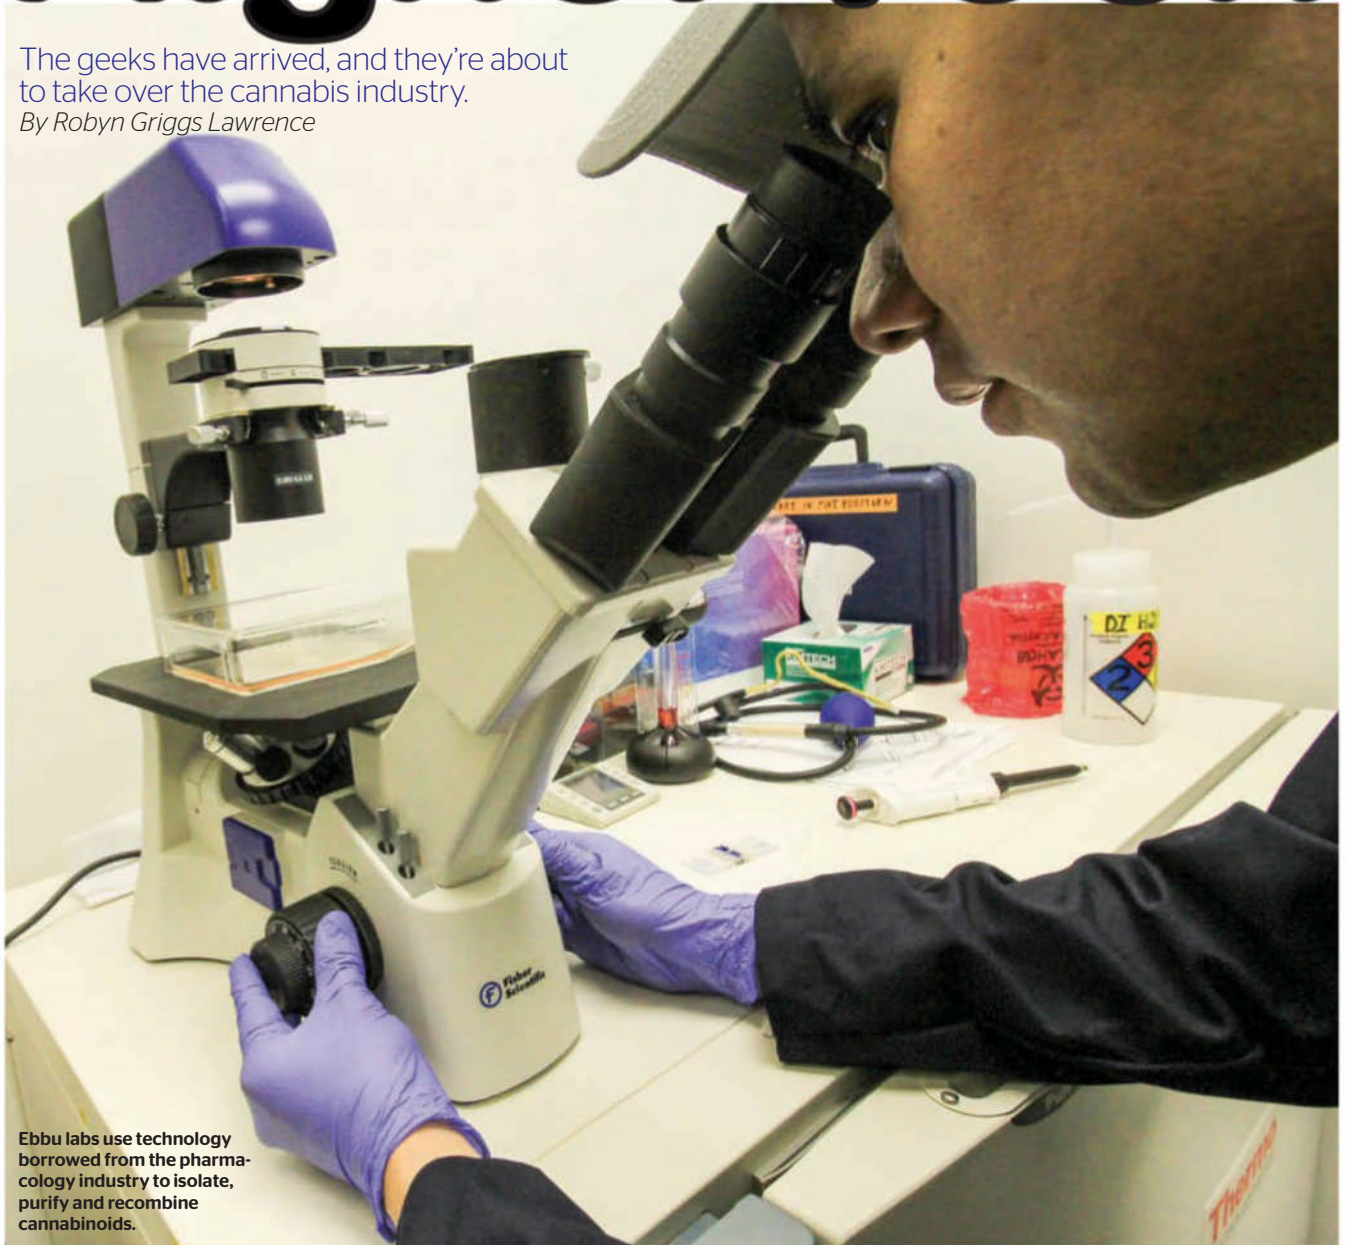 The geeks have arrived, and they're about
to take over the cannabis industry.
By Robyn Griggs Lawrence
KIMTECH
DI
3
2
Fisher
Scientific
Ebbu labs use technology
borrowed from the pharma-
cology industry to isolate,
purify and recombine
cannabinoids.
Thermo